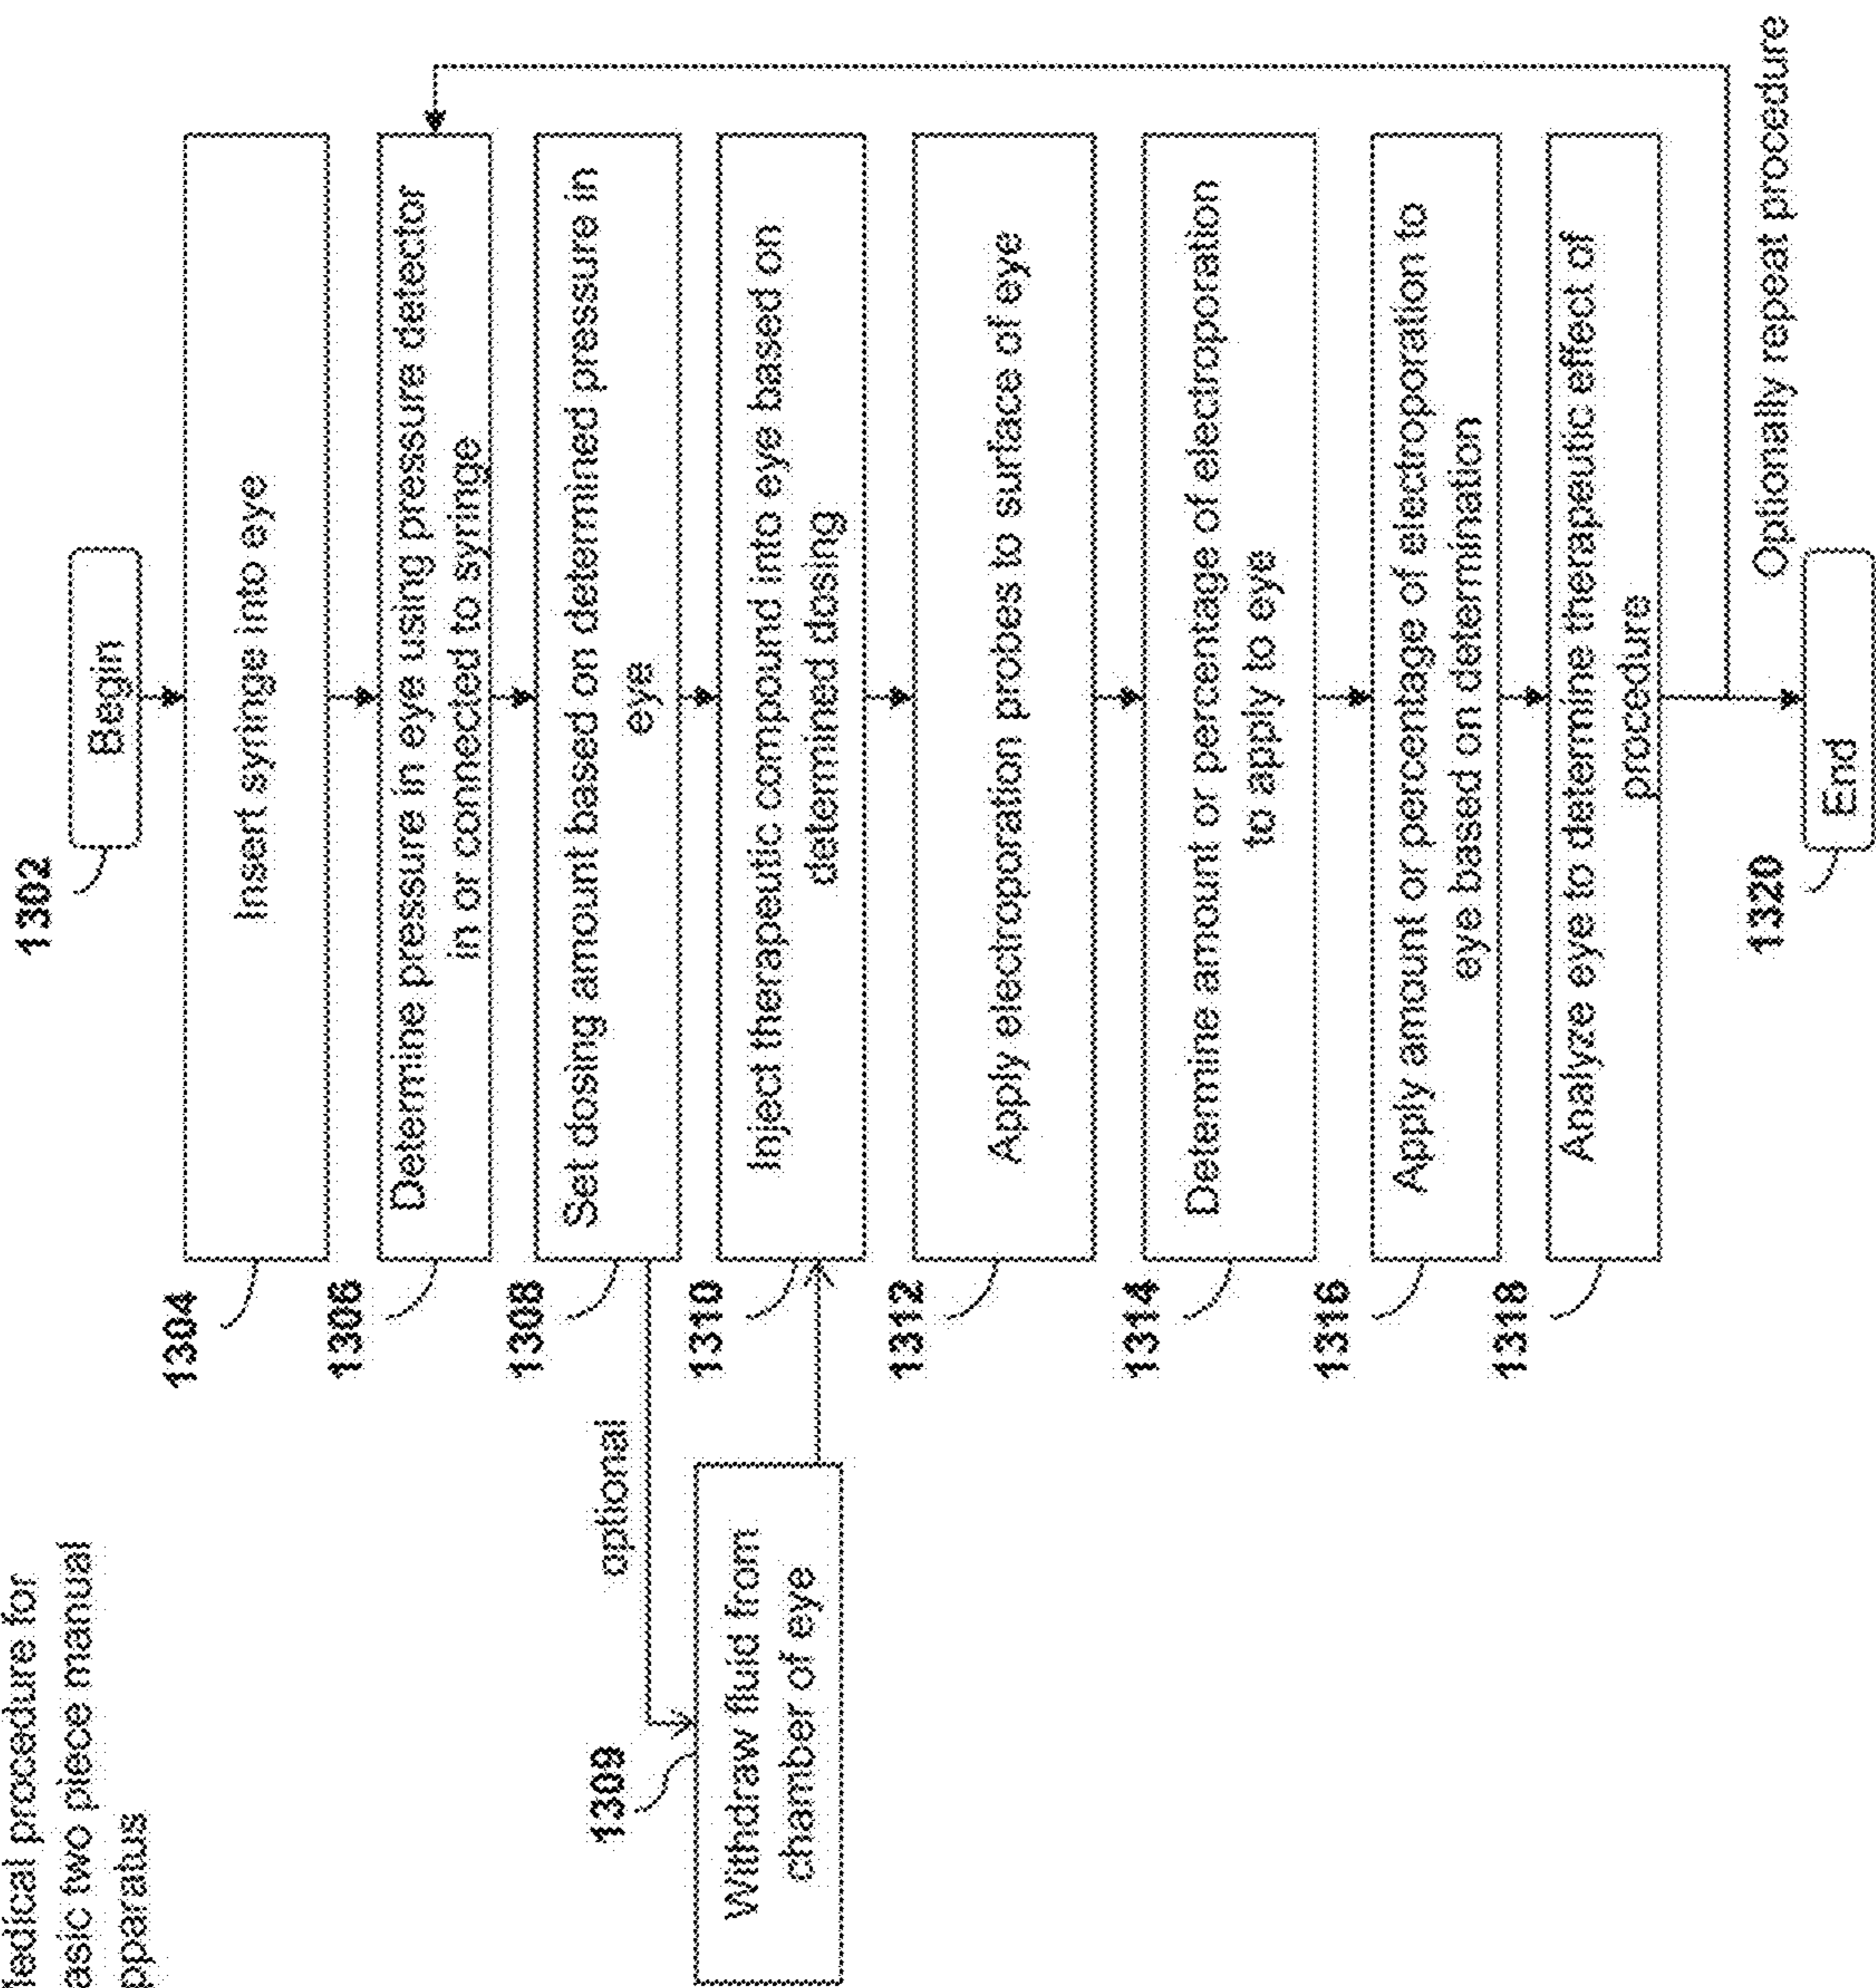 edical procedure for
asic two piece manual
pparatus
1302
Begin
1304
Insert syringe into eye
1306
Determine pressure in eye using pressure detector
in or connected to syringe
1308
Set dosing amount based on determined pressure in
eye
optional
1309
Withdraw fluid from
chamber of eye
1310
Inject therapeutic compound into eye based on
determined dosing
1312
Apply electroporation probes to surface of eye
1314
Determine amount or percentage of electroporation
to apply to eye
1316
Apply amount or percentage of electroporation to
eye based on determination
1318
Analyze eye to determine therapeutic effect of
procedure
Optionally repeat procedure
1320
End